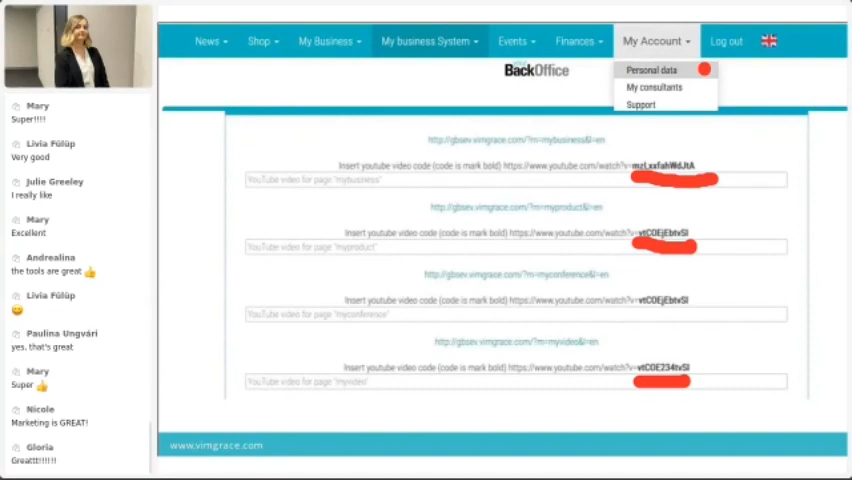 News
Shop
My Business
My business System
Events
Finances
My Account
Log out
BackOffice
Personal data
My consultants
Support
Mary
Super!!!!
Livia Fülüp
Very good
Julie Greeley
I really like
Mary
Excellent
Andrealina
the tools are great
Livia Fülüp
Paulina Ungvári
yes, that's great
Mary
Super
Nicole
Marketing is GREAT!
Gloria
Greattt!!!!!!
http://gbsev.vimgrace.com/?m=mybusiness&l=en
Insert youtube video code (code is mark bold) https://www.youtube.com/watch?v=mzLxxfahWdJtA
YouTube video for page "mybusiness"
http://gbsev.vimgrace.com/?m=myproduct&l=en
Insert youtube video code (code is mark bold) https://www.youtube.com/watch?v=vtCOEjEbtvSI
YouTube video for page "myproduct"
http://gbsev.vimgrace.com/?m=myconference&l=en
Insert youtube video code (code is mark bold) https://www.youtube.com/watch?v=vtCOEjEbtvSI
YouTube video for page "myconference"
http://gbsev.vimgrace.com/?m=myvideo&l=en
Insert youtube video code (code is mark bold) https://www.youtube.com/watch?v=vtCOE234tvSI
YouTube video for page "myvideo"
www.vimgrace.com